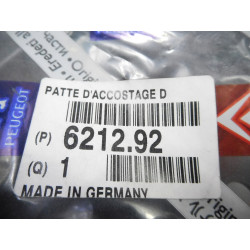 PATTE D'ACCOSTAGE D
(P) 6212.92
(Q) 1
MADE IN GERMANY
PEUGEOT